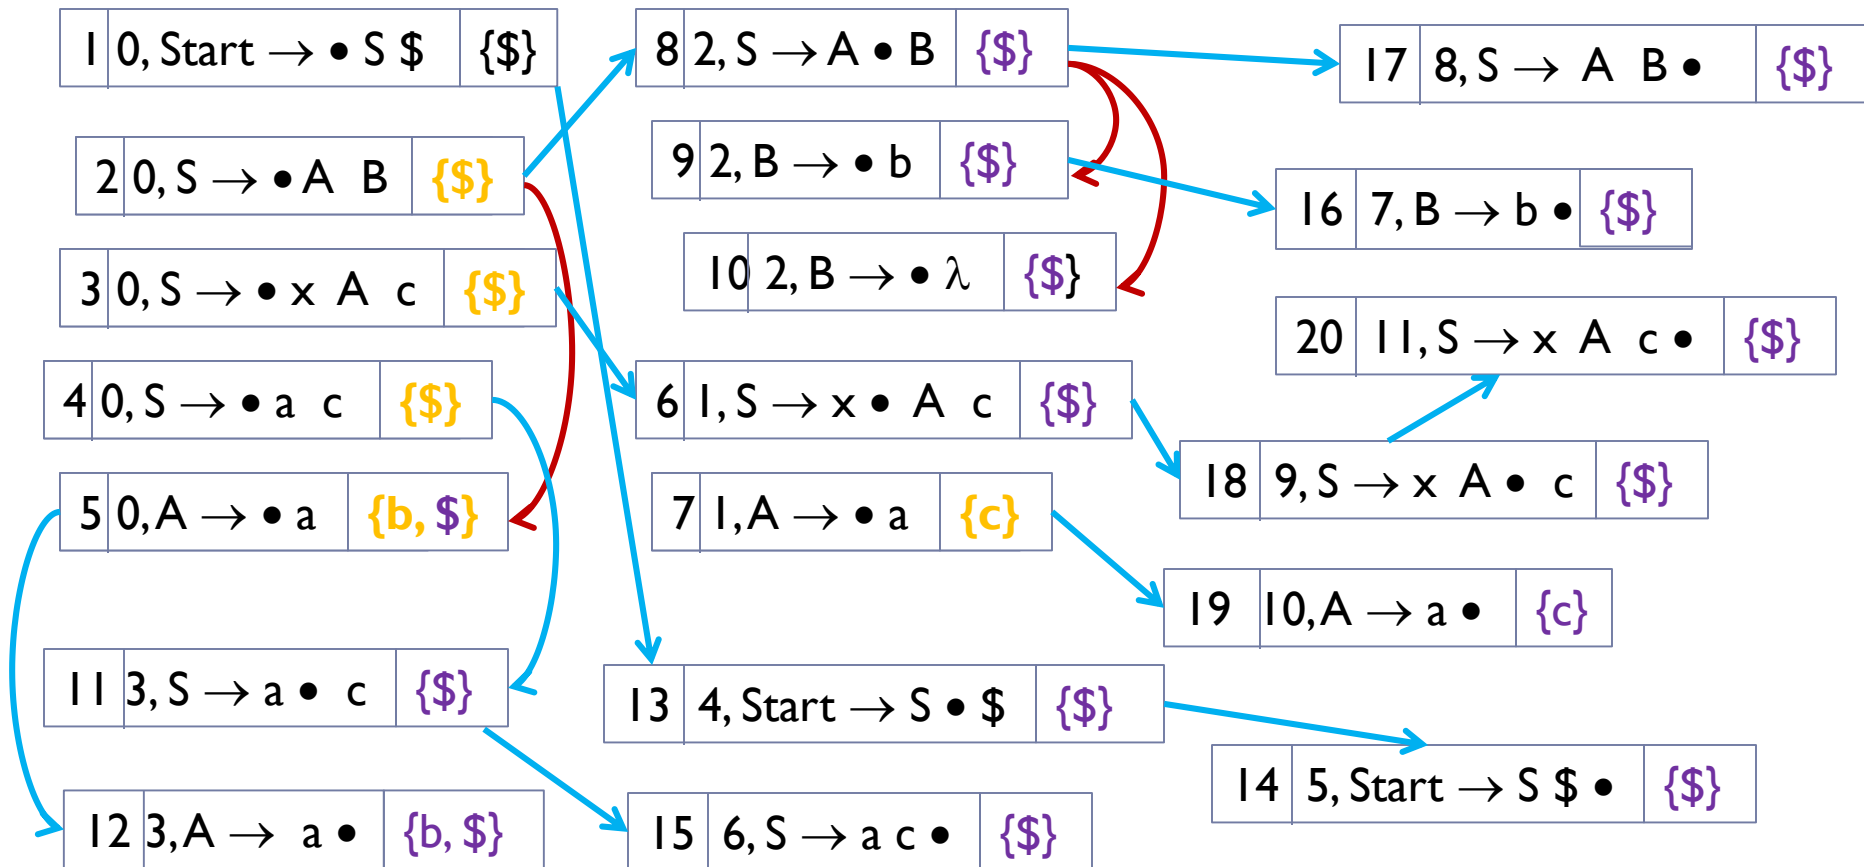 1 0, Start → • S $ {$}
2 0, S → • A B {$}
3 0, S → • x A c {$}
4 0, S → • a c {$}
5 0, A → • a {b, $}
11 3, S → a • c {$}
12 3, A → a • {b, $}
8 2, S → A • B {$}
9 2, B → • b {$}
10 2, B → • λ {$}
6 1, S → x • A c {$}
7 1, A → • a {c}
13 4, Start → S • $ {$}
15 6, S → a c • {$}
17 8, S → A B • {$}
16 7, B → b • {$}
20 11, S → x A c • {$}
18 9, S → x A • c {$}
19 10, A → a • {c}
14 5, Start → S $ • {$}